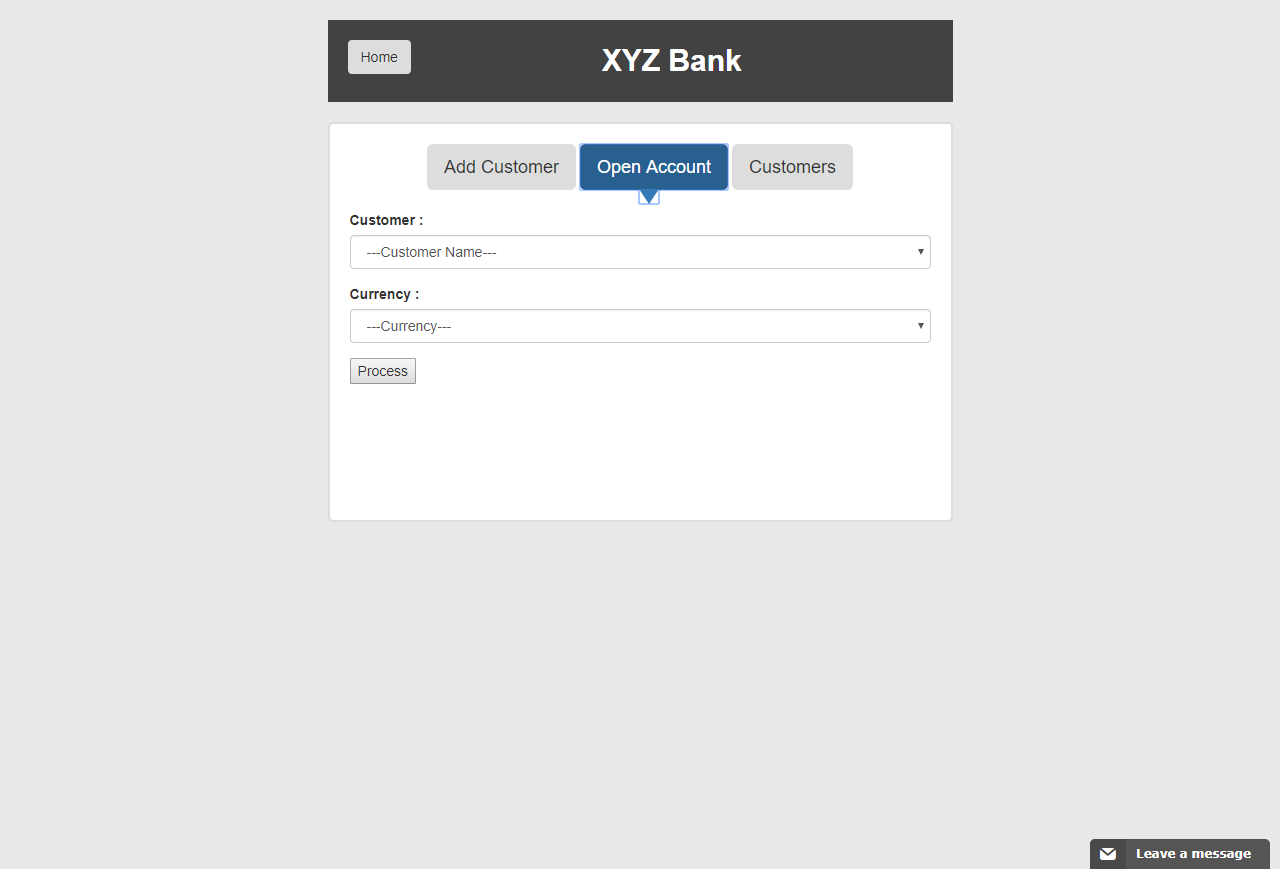 Home
XYZ Bank
Add Customer
Open Account
Customers
Customer :
---Customer Name---
Currency :
---Currency---
Process
Leave a message